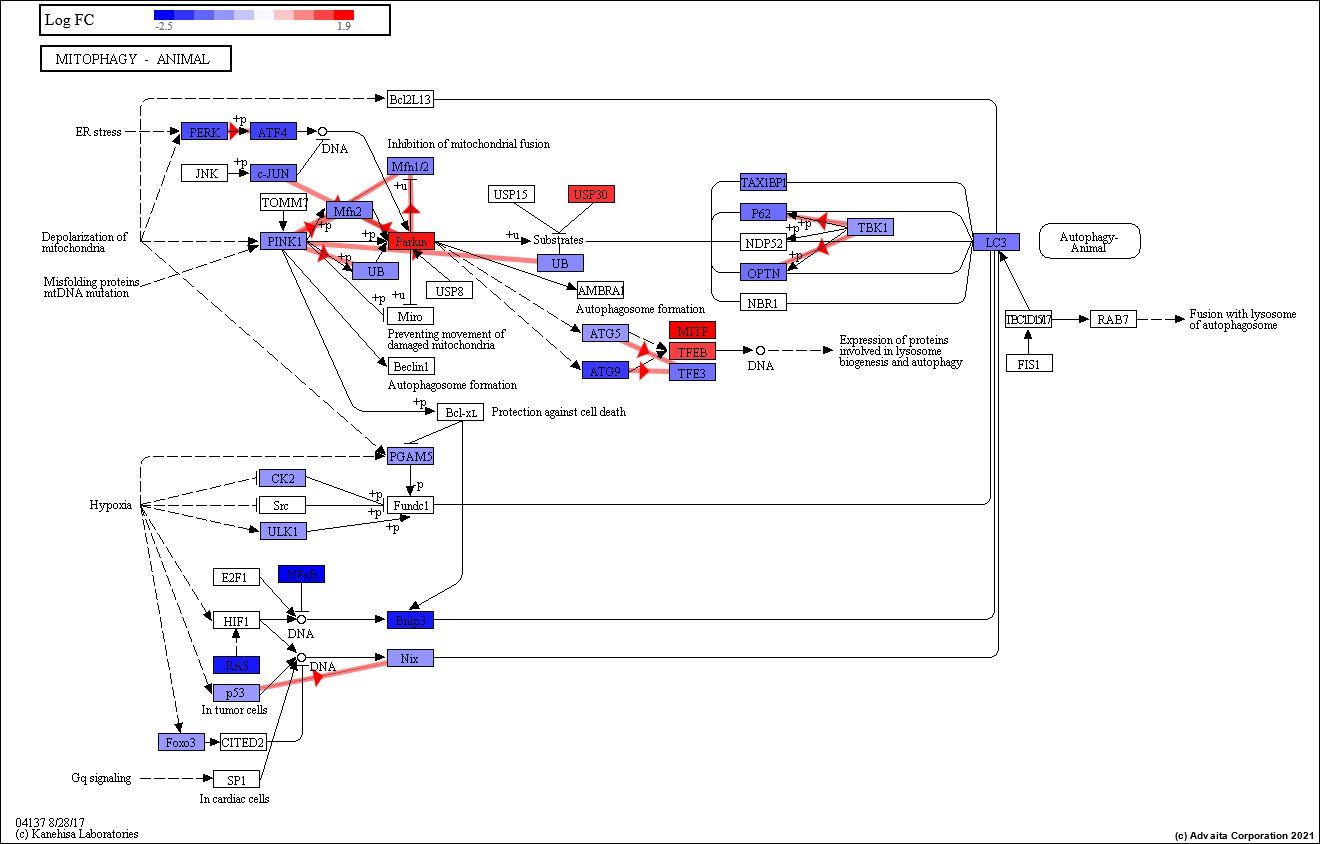 Log FC
-2.5 1.9
MITOPHAGY - ANIMAL
Bcl2L13
ER stress
PERK
+p
ATF4
DNA
Inhibition of mitochondrial fusion
JNK
+p
c-JUN
Mfn1/2
+u
TOMM7
Mfn2
+p
USP15
USP30
TAX1BP1
P62
+p
+p
TBK1
Depolarization of
mitochondria
PINK1
+p
Parkin
+u
Substrates
NDP52
LC3
Autophagy-
Animal
+p
UB
UB
+p
OPTN
Misfolding proteins
mtDNA mutation
USP8
AMBRA1
NBR1
+p
+u
Miro
Autophagosome formation
Preventing movement of
damaged mitochondria
ATG5
MITF
TFEB
DNA
Expression of proteins
involved in lysosome
biogenesis and autophagy
TBC1D15/17
RAB7
Fusion with lysosome
of autophagosome
FIS1
Beclin1
Autophagosome formation
ATG9
TFE3
+p
Bcl-xL
Protection against cell death
PGAM5
-p
CK2
+p
Hypoxia
Src
+p
Fundc1
ULK1
+p
E2F1
NFκB
HIF1
DNA
Bnip3
RAS
DNA
Nix
p53
In tumor cells
Foxo3
CITED2
Gq signaling
SP1
In cardiac cells
04137 8/28/17
(c) Kanehisa Laboratories
(c) Advaita Corporation 2021